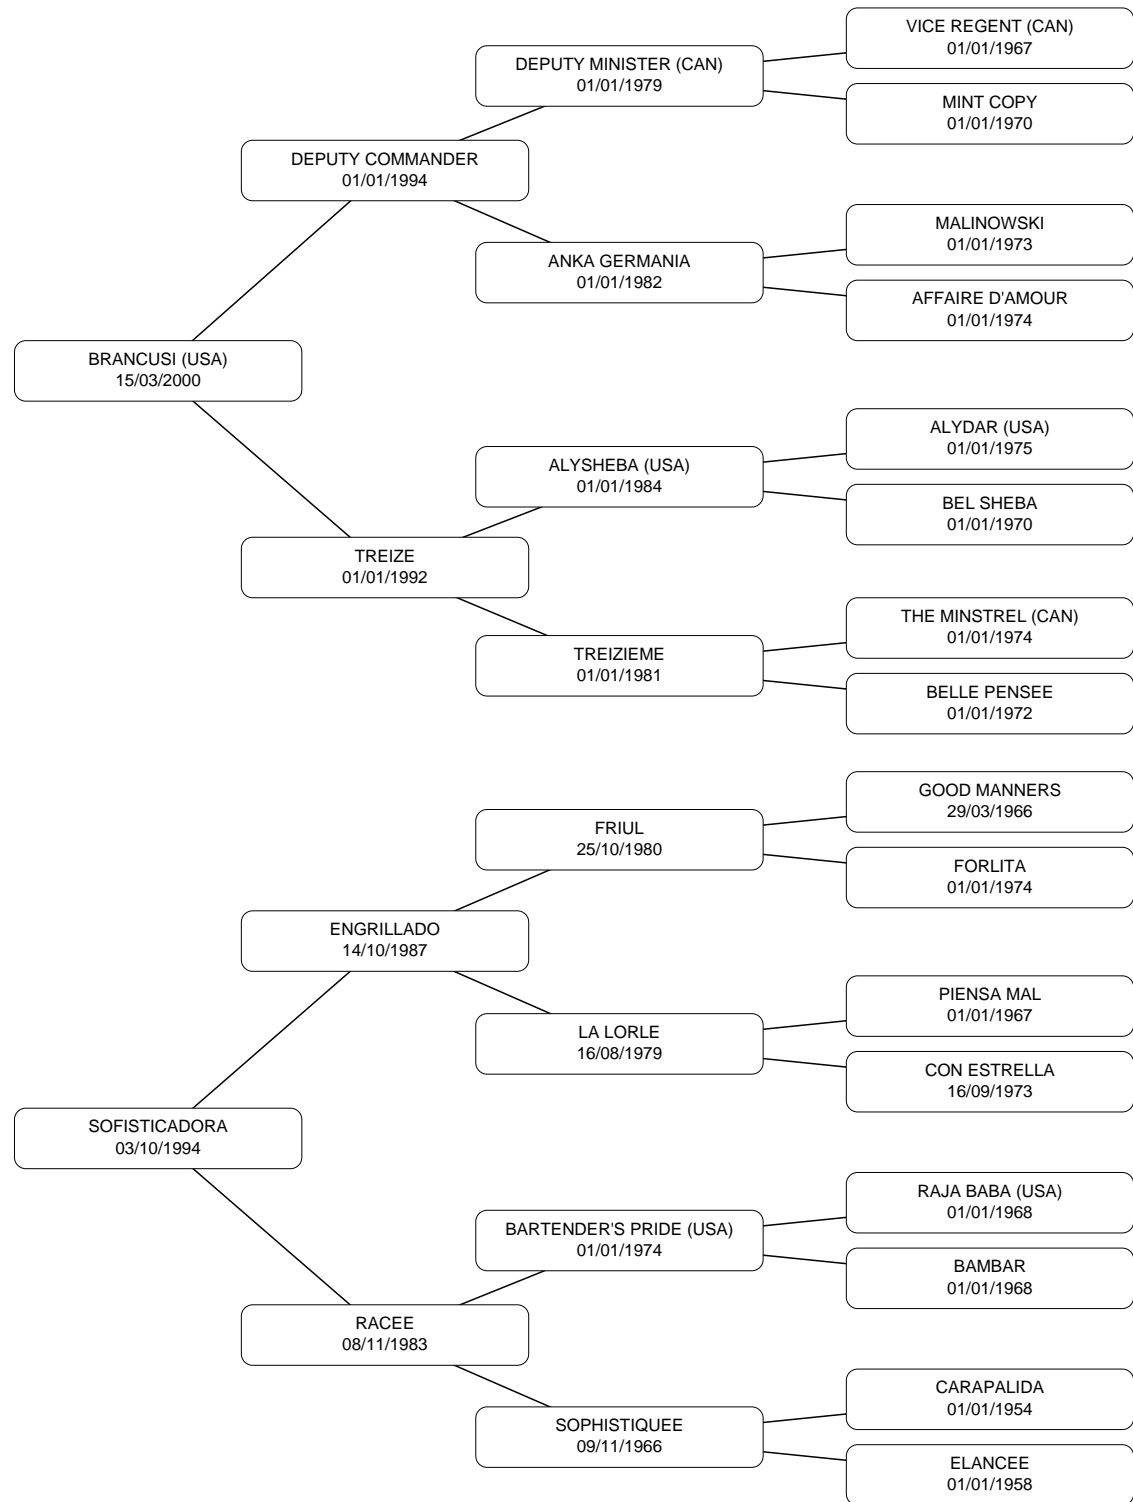 VICE REGENT (CAN)
01/01/1967
DEPUTY MINISTER (CAN)
01/01/1979
MINT COPY
01/01/1970
DEPUTY COMMANDER
01/01/1994
MALINOWSKI
01/01/1973
ANKA GERMANIA
01/01/1982
AFFAIRE D'AMOUR
01/01/1974
BRANCUSI (USA)
15/03/2000
ALYDAR (USA)
01/01/1975
ALYSHEBA (USA)
01/01/1984
BEL SHEBA
01/01/1970
TREIZE
01/01/1992
THE MINSTREL (CAN)
01/01/1974
TREIZIEME
01/01/1981
BELLE PENSEE
01/01/1972
GOOD MANNERS
29/03/1966
FRIUL
25/10/1980
FORLITA
01/01/1974
ENGRILLADO
14/10/1987
PIENSA MAL
01/01/1967
LA LORLE
16/08/1979
CON ESTRELLA
16/09/1973
SOFISTICADORA
03/10/1994
RAJA BABA (USA)
01/01/1968
BARTENDER'S PRIDE (USA)
01/01/1974
BAMBAR
01/01/1968
RACEE
08/11/1983
CARAPALIDA
01/01/1954
SOPHISTIQUEE
09/11/1966
ELANCEE
01/01/1958